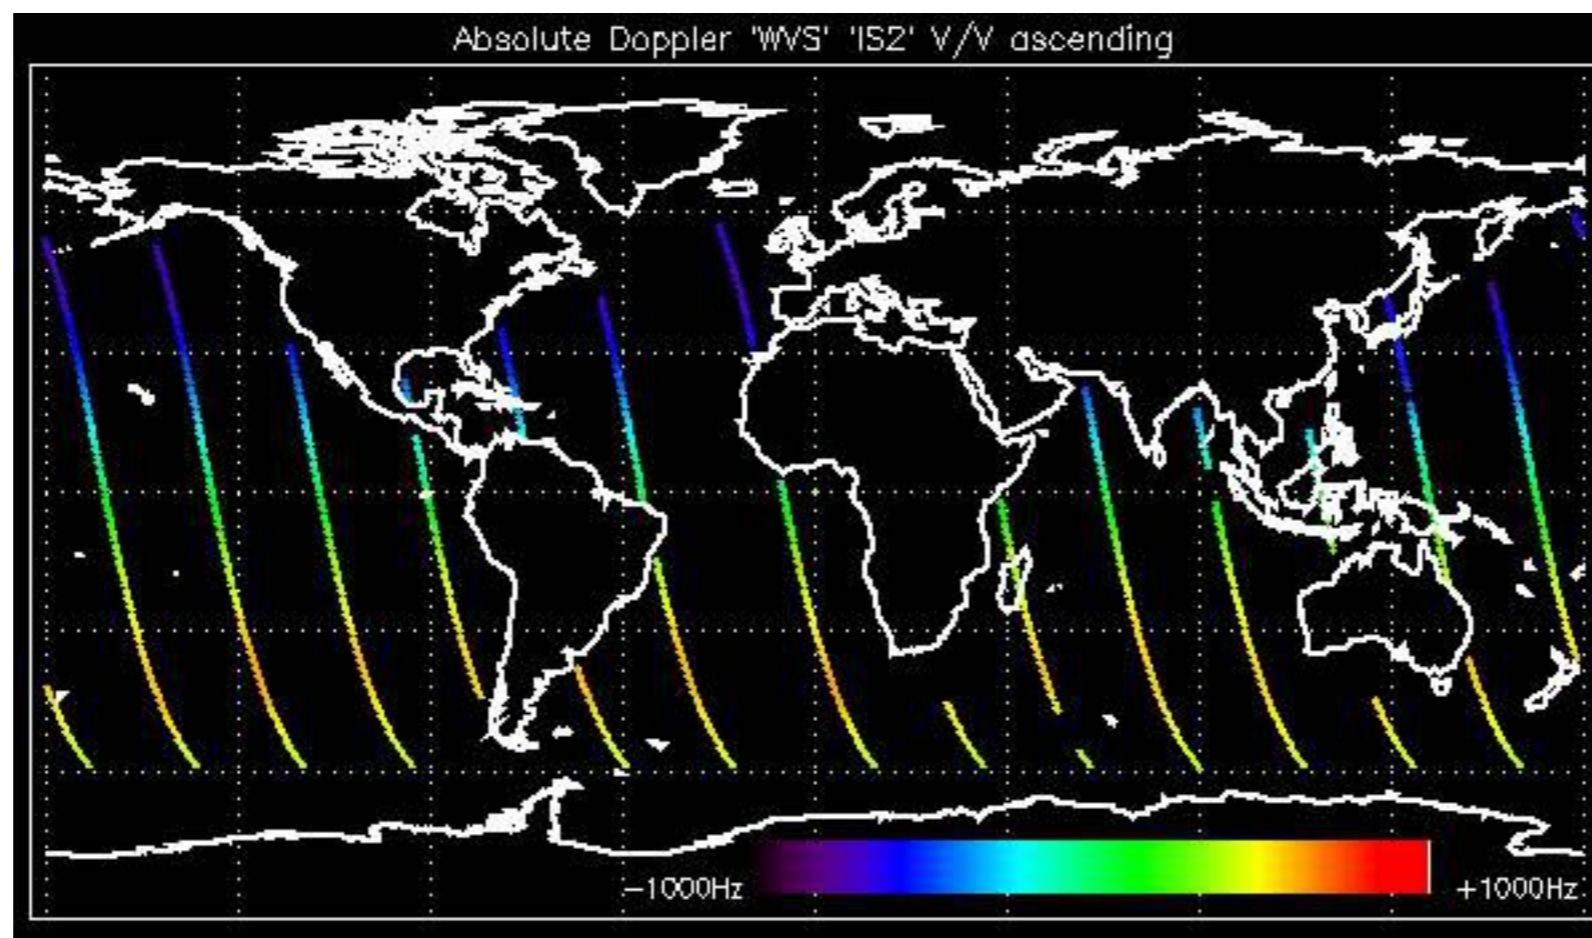 Absolute Doppler 'WVS' 'IS2' V/V ascending
-1000Hz +1000Hz